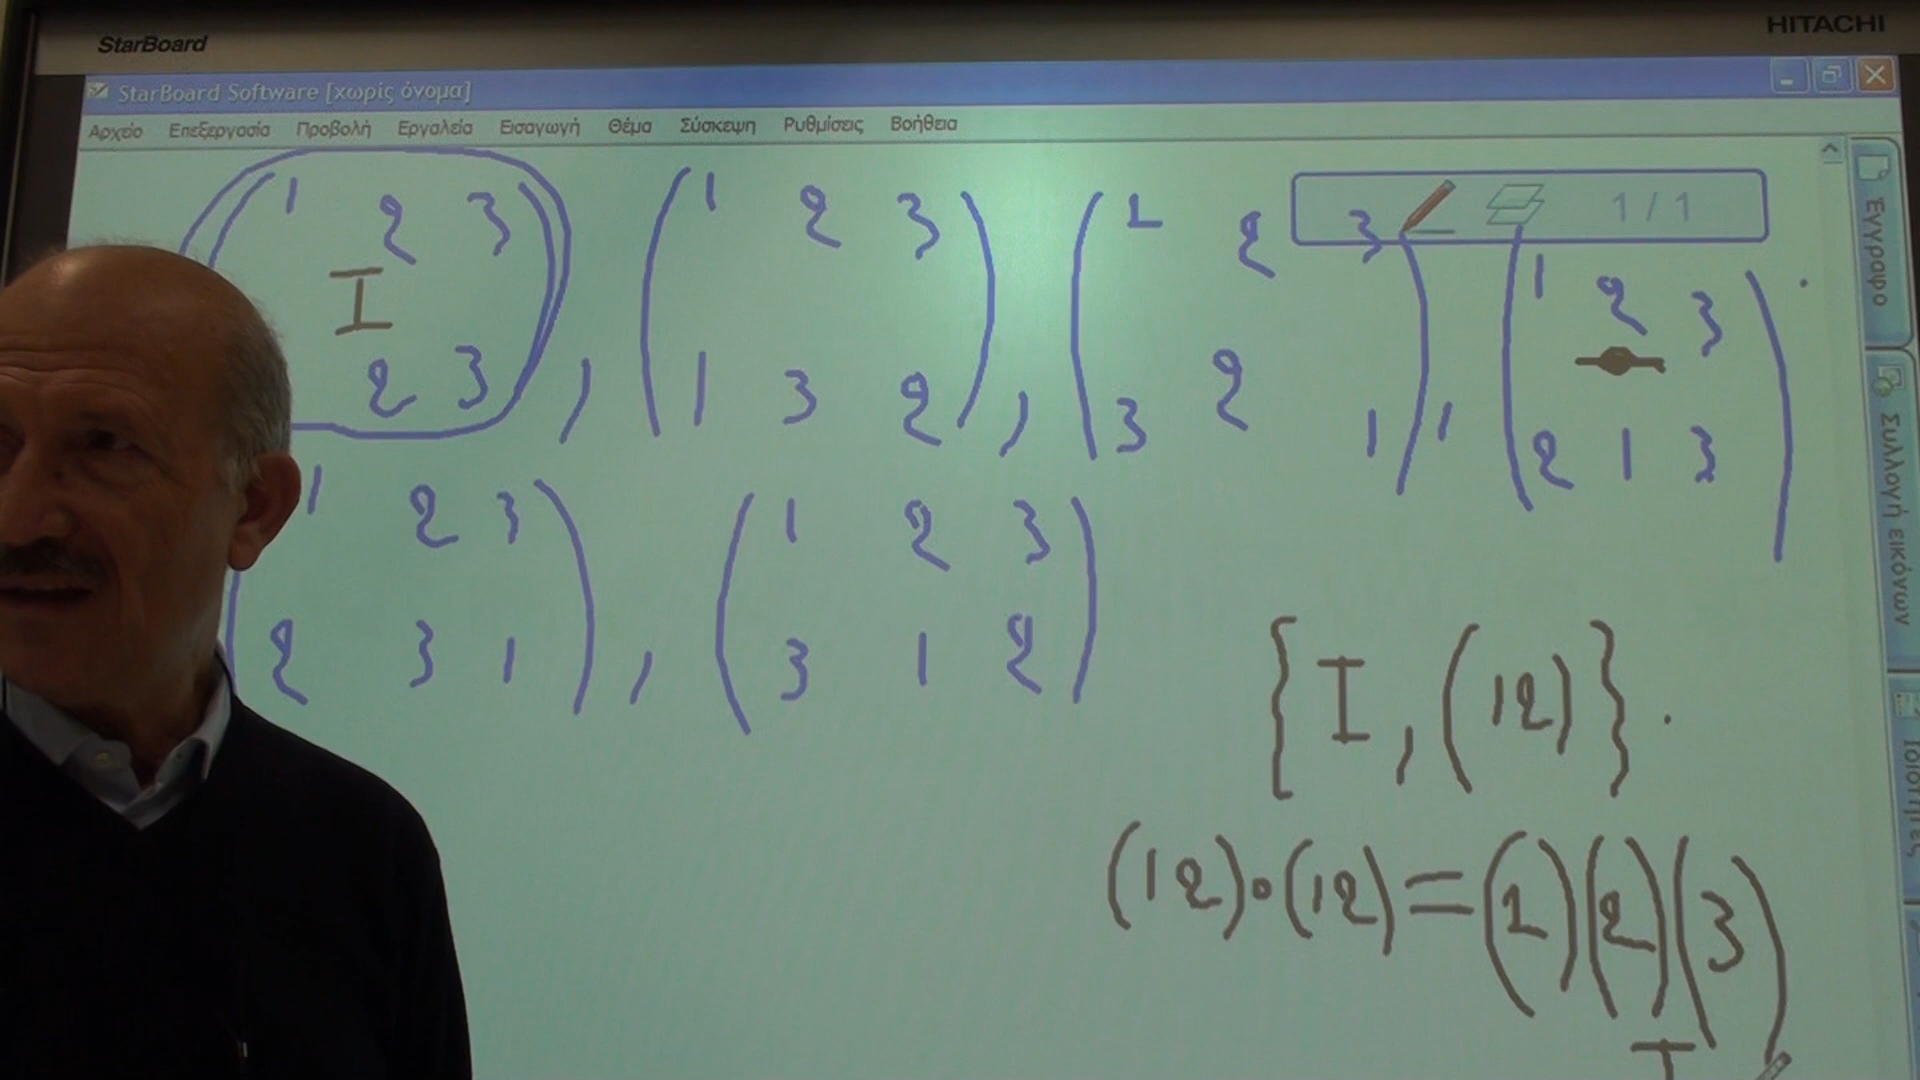 StarBoard HITACHI
StarBoard Software [χωρίς όνομα]
Αρχείο Επεξεργασία Προβολή Εργαλεία Εισαγωγή Θέμα Σύσκεψη Ρυθμίσεις Βοήθεια
1 / 1
1 2 3 ) , ( 1 2 3 ) , ( 1 2 3 ) , ( 1 2 3 ) .
I
2 3 1 3 2 3 2 1 2 1 3
1 2 3 ) , ( 1 2 3 )
2 3 1 3 1 2
{ I , (12) } .
(12)∘(12)=(1)(2)(3)
I
Έγγραφο
Συλλογή εικόνων
Ιδιότητες